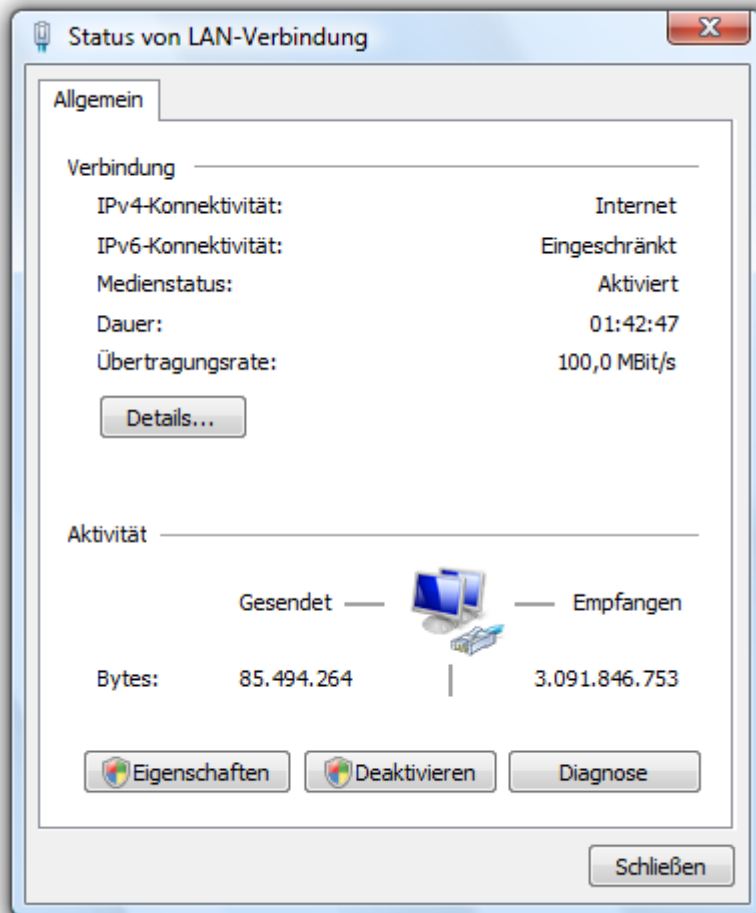 Status von LAN-Verbindung
Allgemein
Verbindung
IPv4-Konnektivität: Internet
IPv6-Konnektivität: Eingeschränkt
Medienstatus: Aktiviert
Dauer: 01:42:47
Übertragungsrate: 100,0 MBit/s
Details...
Aktivität
Gesendet Empfangen
Bytes: 85.494.264 3.091.846.753
Eigenschaften Deaktivieren Diagnose
Schließen